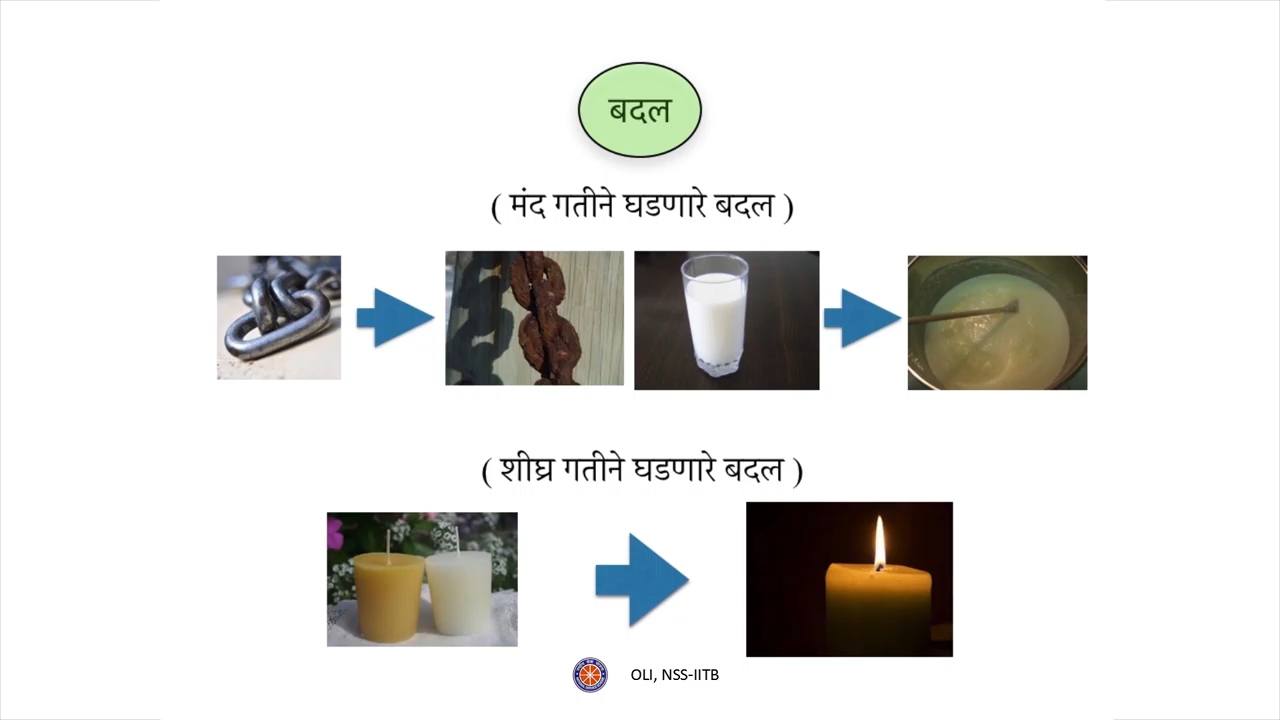 बदल
( मंद गतीने घडणारे बदल )
( शीघ्र गतीने घडणारे बदल )
OLI, NSS-IITB